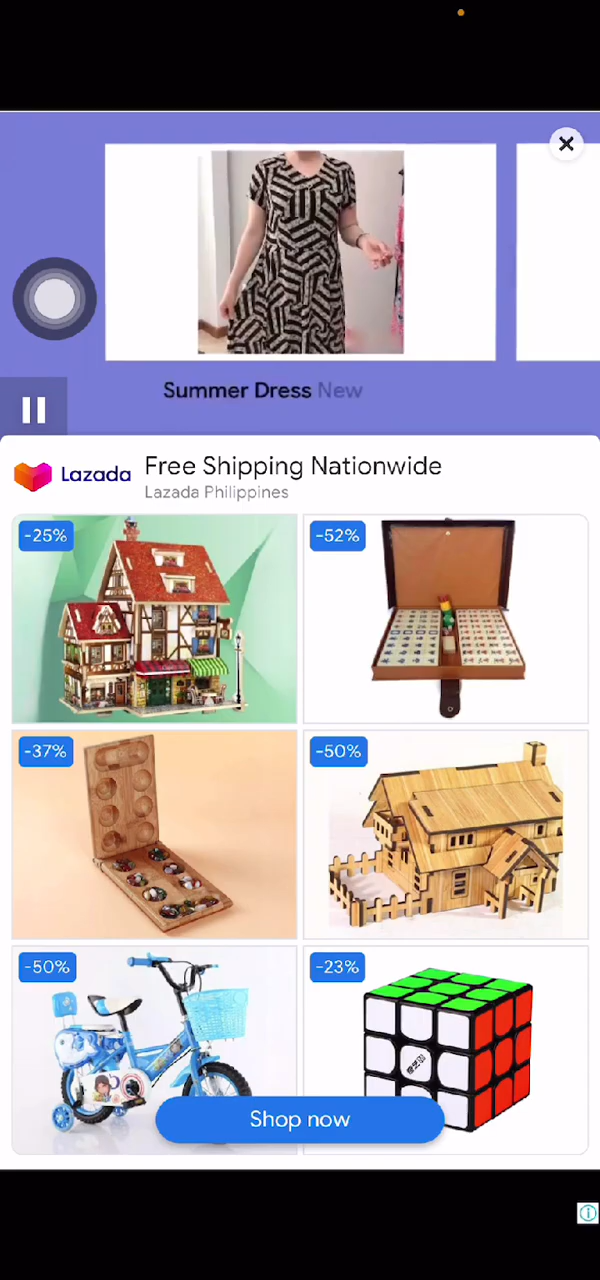 Summer Dress New
Lazada
Free Shipping Nationwide
Lazada Philippines
-25%
-52%
-37%
-50%
-50%
-23%
Shop now